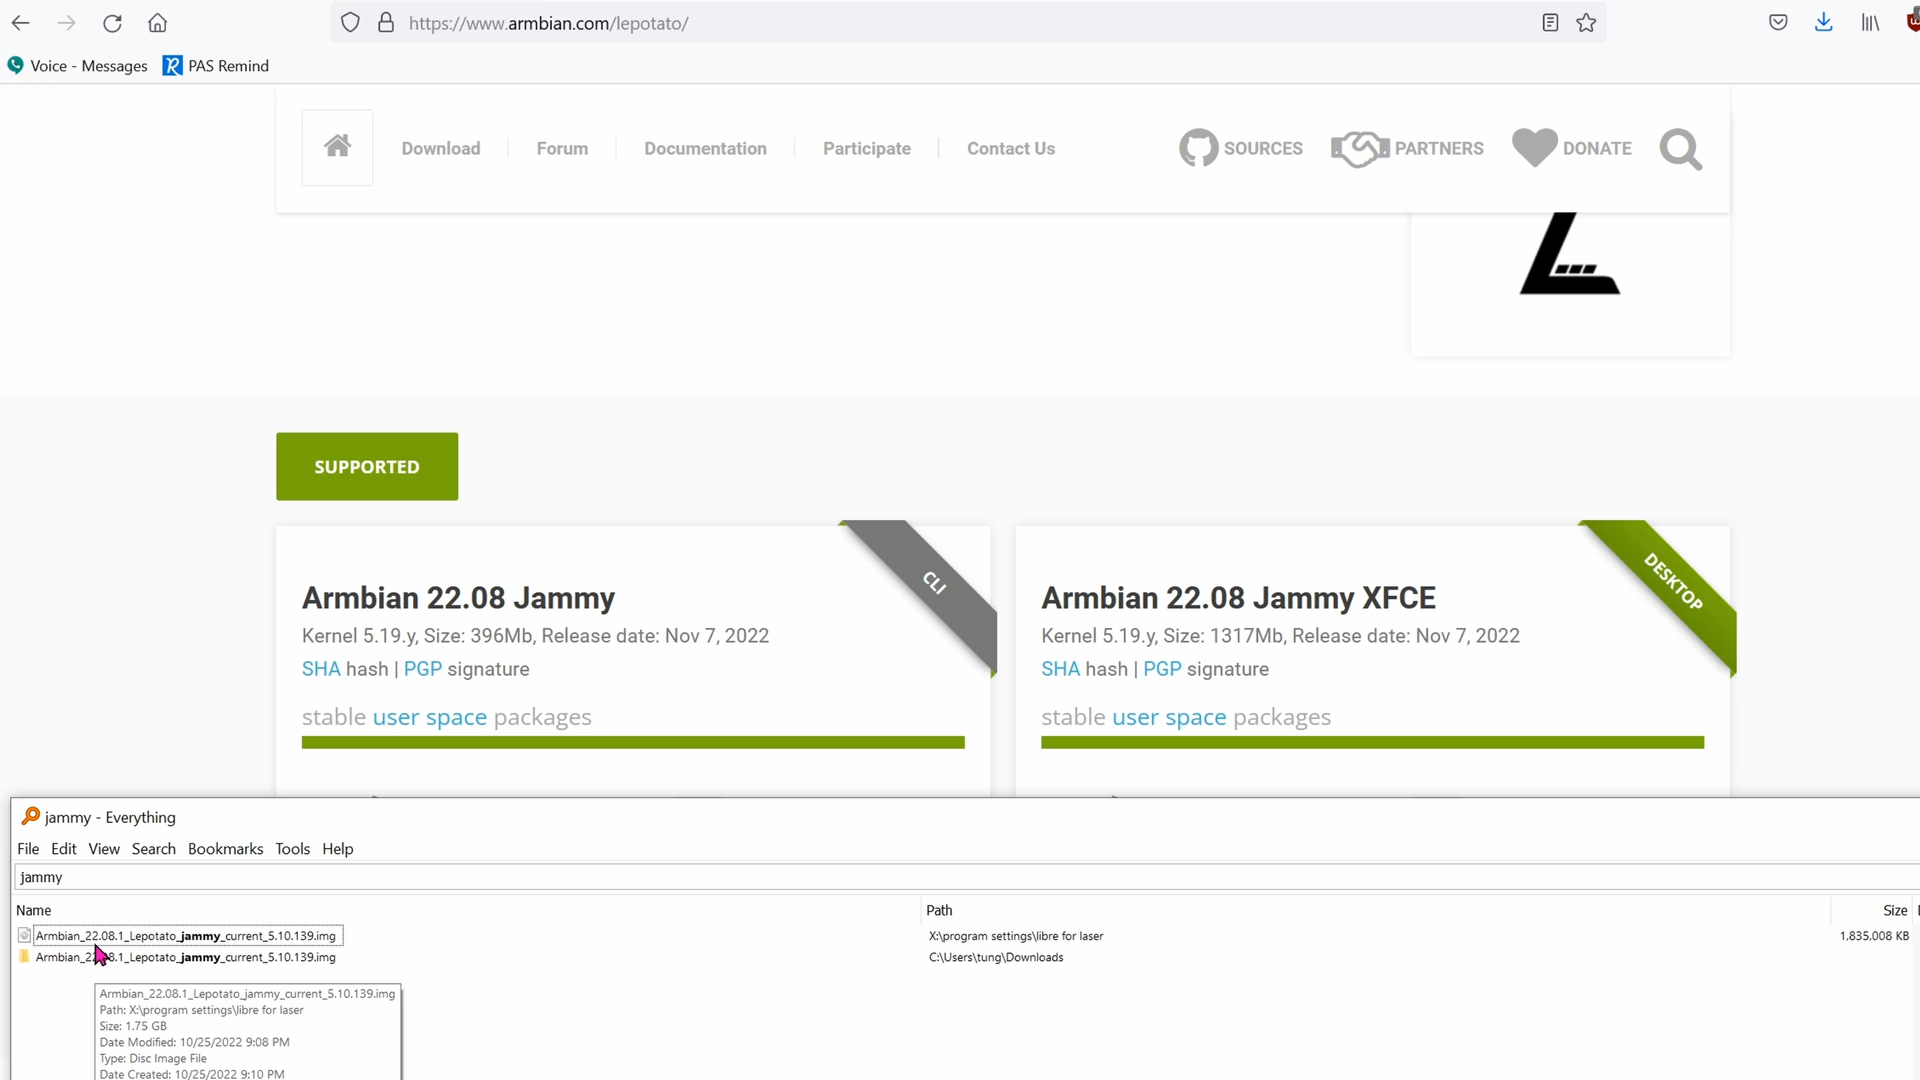 https://www.armbian.com/lepotato/
Voice - Messages PAS Remind
Download Forum Documentation Participate Contact Us SOURCES PARTNERS DONATE
SUPPORTED
CLI
Armbian 22.08 Jammy
Kernel 5.19.y, Size: 396Mb, Release date: Nov 7, 2022
SHA hash | PGP signature
stable user space packages
DESKTOP
Armbian 22.08 Jammy XFCE
Kernel 5.19.y, Size: 1317Mb, Release date: Nov 7, 2022
SHA hash | PGP signature
stable user space packages
jammy - Everything
File Edit View Search Bookmarks Tools Help
jammy
Name Path Size
Armbian_22.08.1_Lepotato_jammy_current_5.10.139.img X:\program settings\libre for laser 1,835,008 KB
Armbian_22.08.1_Lepotato_jammy_current_5.10.139.img C:\Users\tung\Downloads
Armbian_22.08.1_Lepotato_jammy_current_5.10.139.img
Path: X:\program settings\libre for laser
Size: 1.75 GB
Date Modified: 10/25/2022 9:08 PM
Type: Disc Image File
Date Created: 10/25/2022 9:10 PM